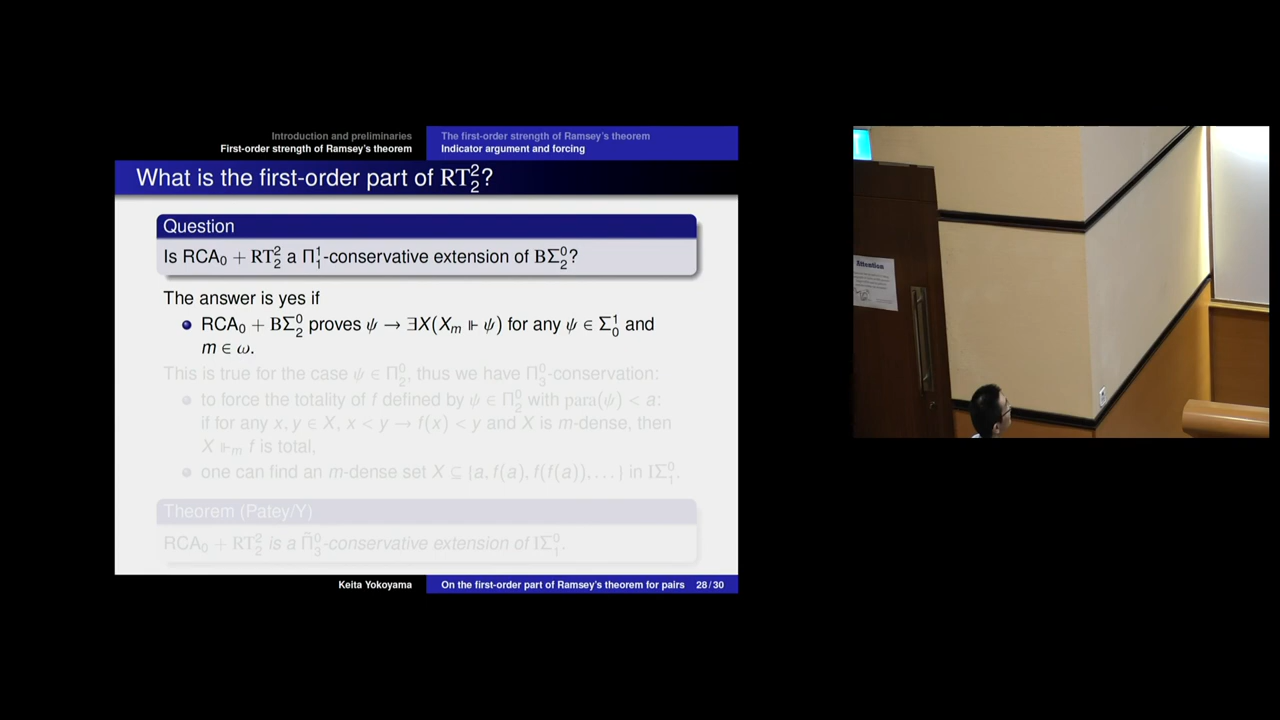 Introduction and preliminaries
First-order strength of Ramsey's theorem
The first-order strength of Ramsey's theorem
Indicator argument and forcing
What is the first-order part of RT²₂?
Question
Is RCA₀ + RT²₂ a Π¹₁-conservative extension of BΣ⁰₂?
The answer is yes if
RCA₀ + BΣ⁰₂ proves ψ → ∃X(Xₘ ⊩ ψ) for any ψ ∈ Σ¹₀ and
m ∈ ω.
This is true for the case ψ ∈ Π⁰₂, thus we have Π⁰₃-conservation:
to force the totality of f defined by ψ ∈ Π⁰₂ with para(ψ) < a:
if for any x, y ∈ X, x < y → f(x) < y and X is m-dense, then
X ⊩ₘ f is total,
one can find an m-dense set X ⊆ {a, f(a), f(f(a)), . . . } in IΣ⁰₁.
Theorem (Patey/Y)
RCA₀ + RT²₂ is a Π̃⁰₃-conservative extension of IΣ⁰₁.
Keita Yokoyama
On the first-order part of Ramsey's theorem for pairs 28 / 30
Attention